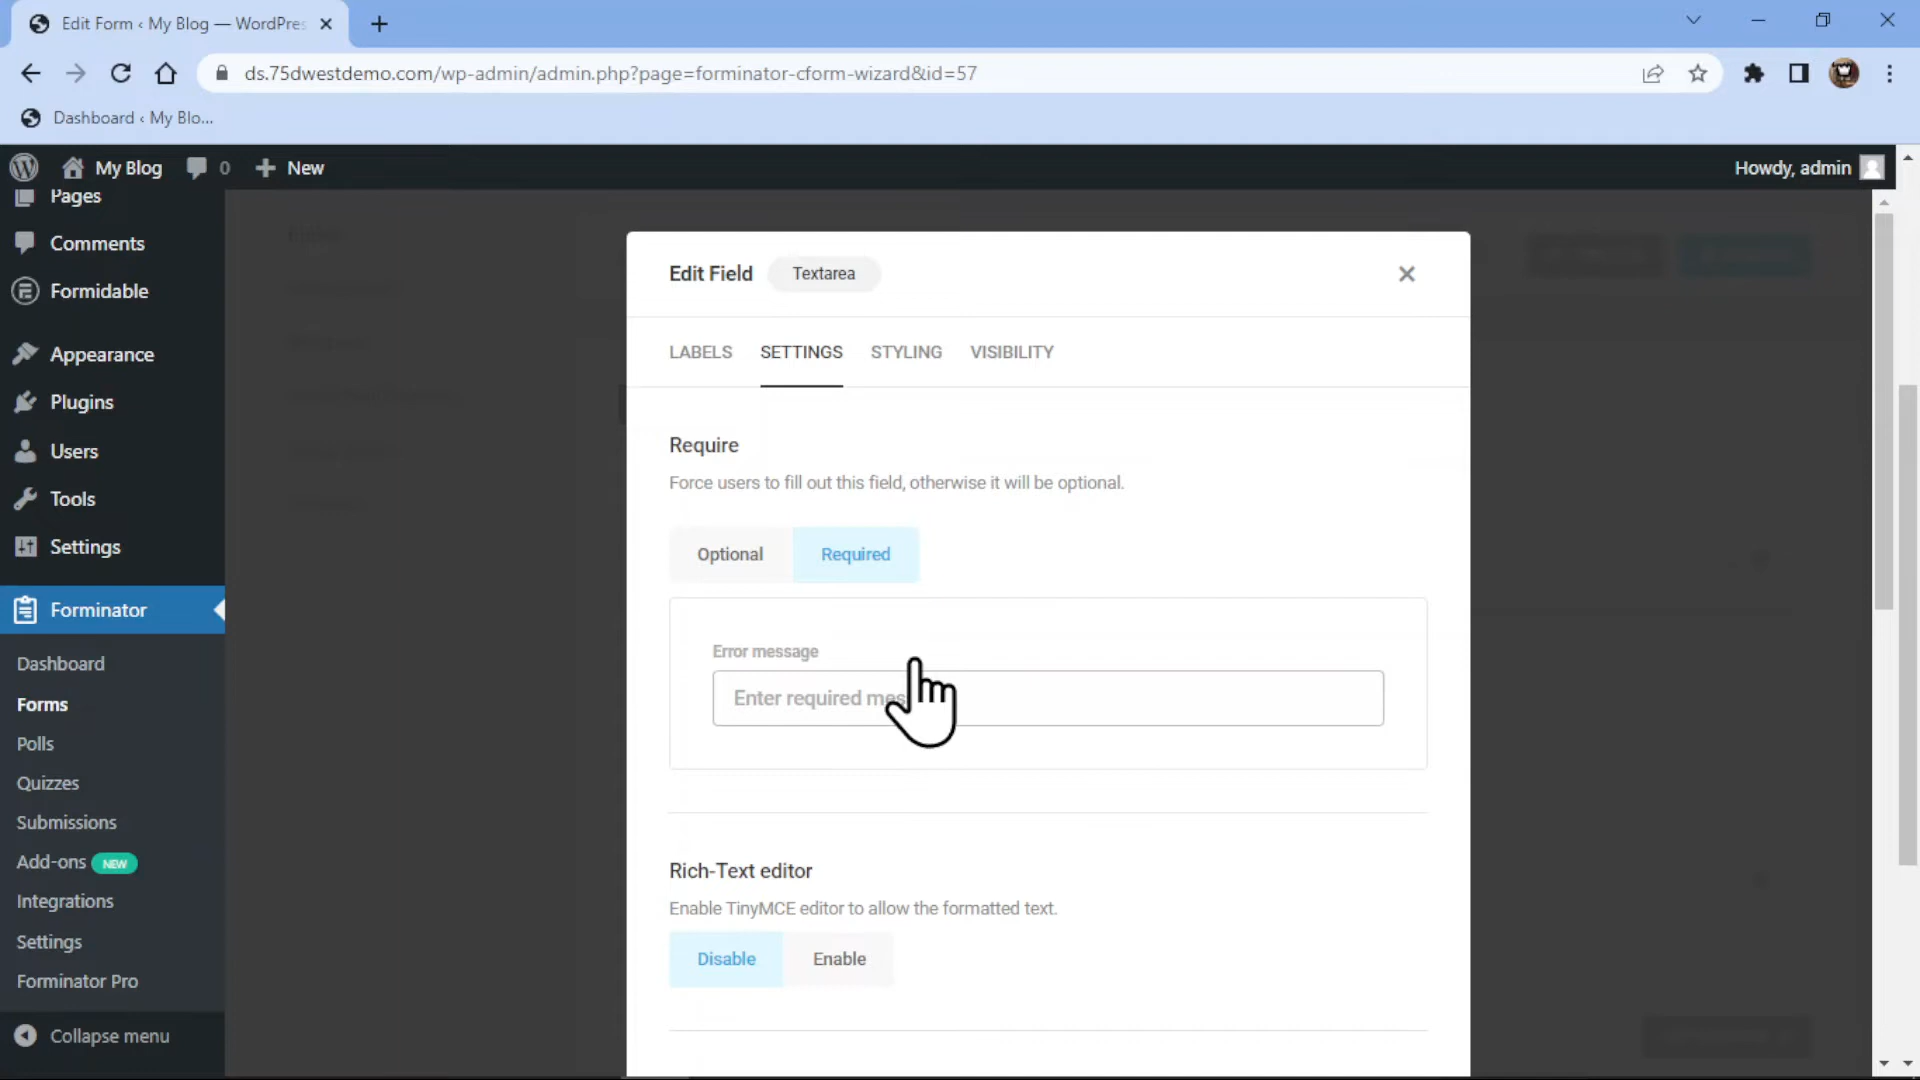 Edit Form ‹ My Blog — WordPres
ds.75dwestdemo.com/wp-admin/admin.php?page=forminator-cform-wizard&id=57
Dashboard ‹ My Blo...
My Blog 0 New
Howdy, admin
Pages
Comments
Formidable
Appearance
Plugins
Users
Tools
Settings
Forminator
Dashboard
Forms
Polls
Quizzes
Submissions
Add-ons NEW
Integrations
Settings
Forminator Pro
Collapse menu
Edit Field Textarea
LABELS SETTINGS STYLING VISIBILITY
Require
Force users to fill out this field, otherwise it will be optional.
Optional Required
Error message
Enter required mes
Rich-Text editor
Enable TinyMCE editor to allow the formatted text.
Disable Enable